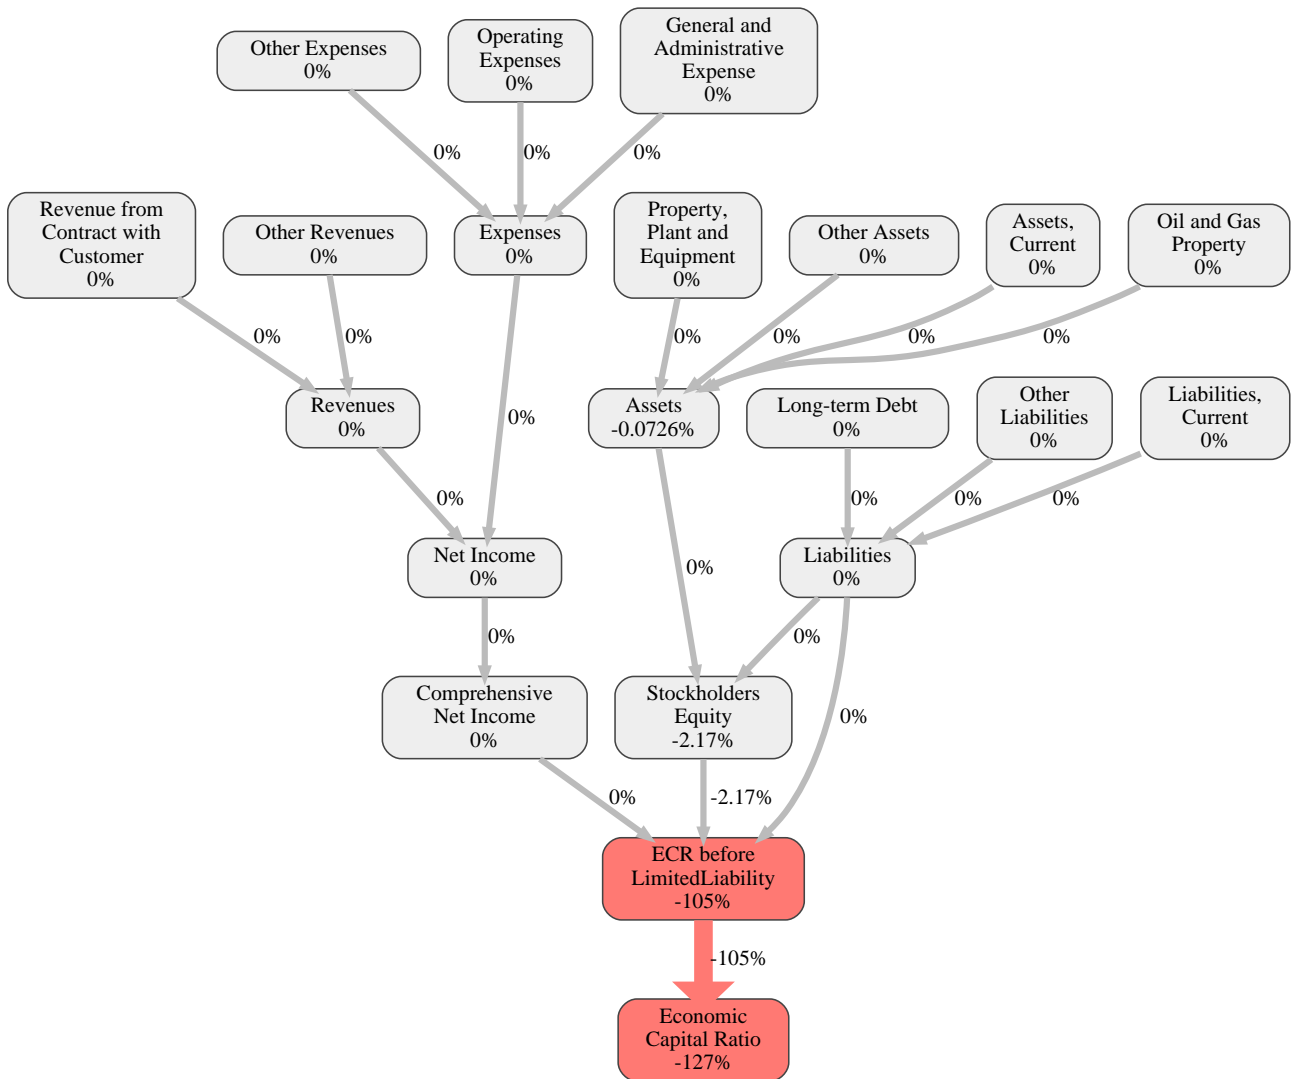 Other Expenses
0%
Operating
Expenses
0%
General and
Administrative
Expense
0%
0%
0%
0%
Revenue from
Contract with
Customer
0%
Other Revenues
0%
Expenses
0%
Property,
Plant and
Equipment
0%
Other Assets
0%
Assets,
Current
0%
Oil and Gas
Property
0%
0%
0%
0%
0%
0%
0%
Revenues
0%
0%
Assets
-0.0726%
Long-term Debt
0%
Other
Liabilities
0%
Liabilities,
Current
0%
0%
0%
0%
0%
Net Income
0%
0%
Liabilities
0%
0%
0%
Comprehensive
Net Income
0%
Stockholders
Equity
-2.17%
0%
0%
-2.17%
ECR before
LimitedLiability
-105%
-105%
Economic
Capital Ratio
-127%